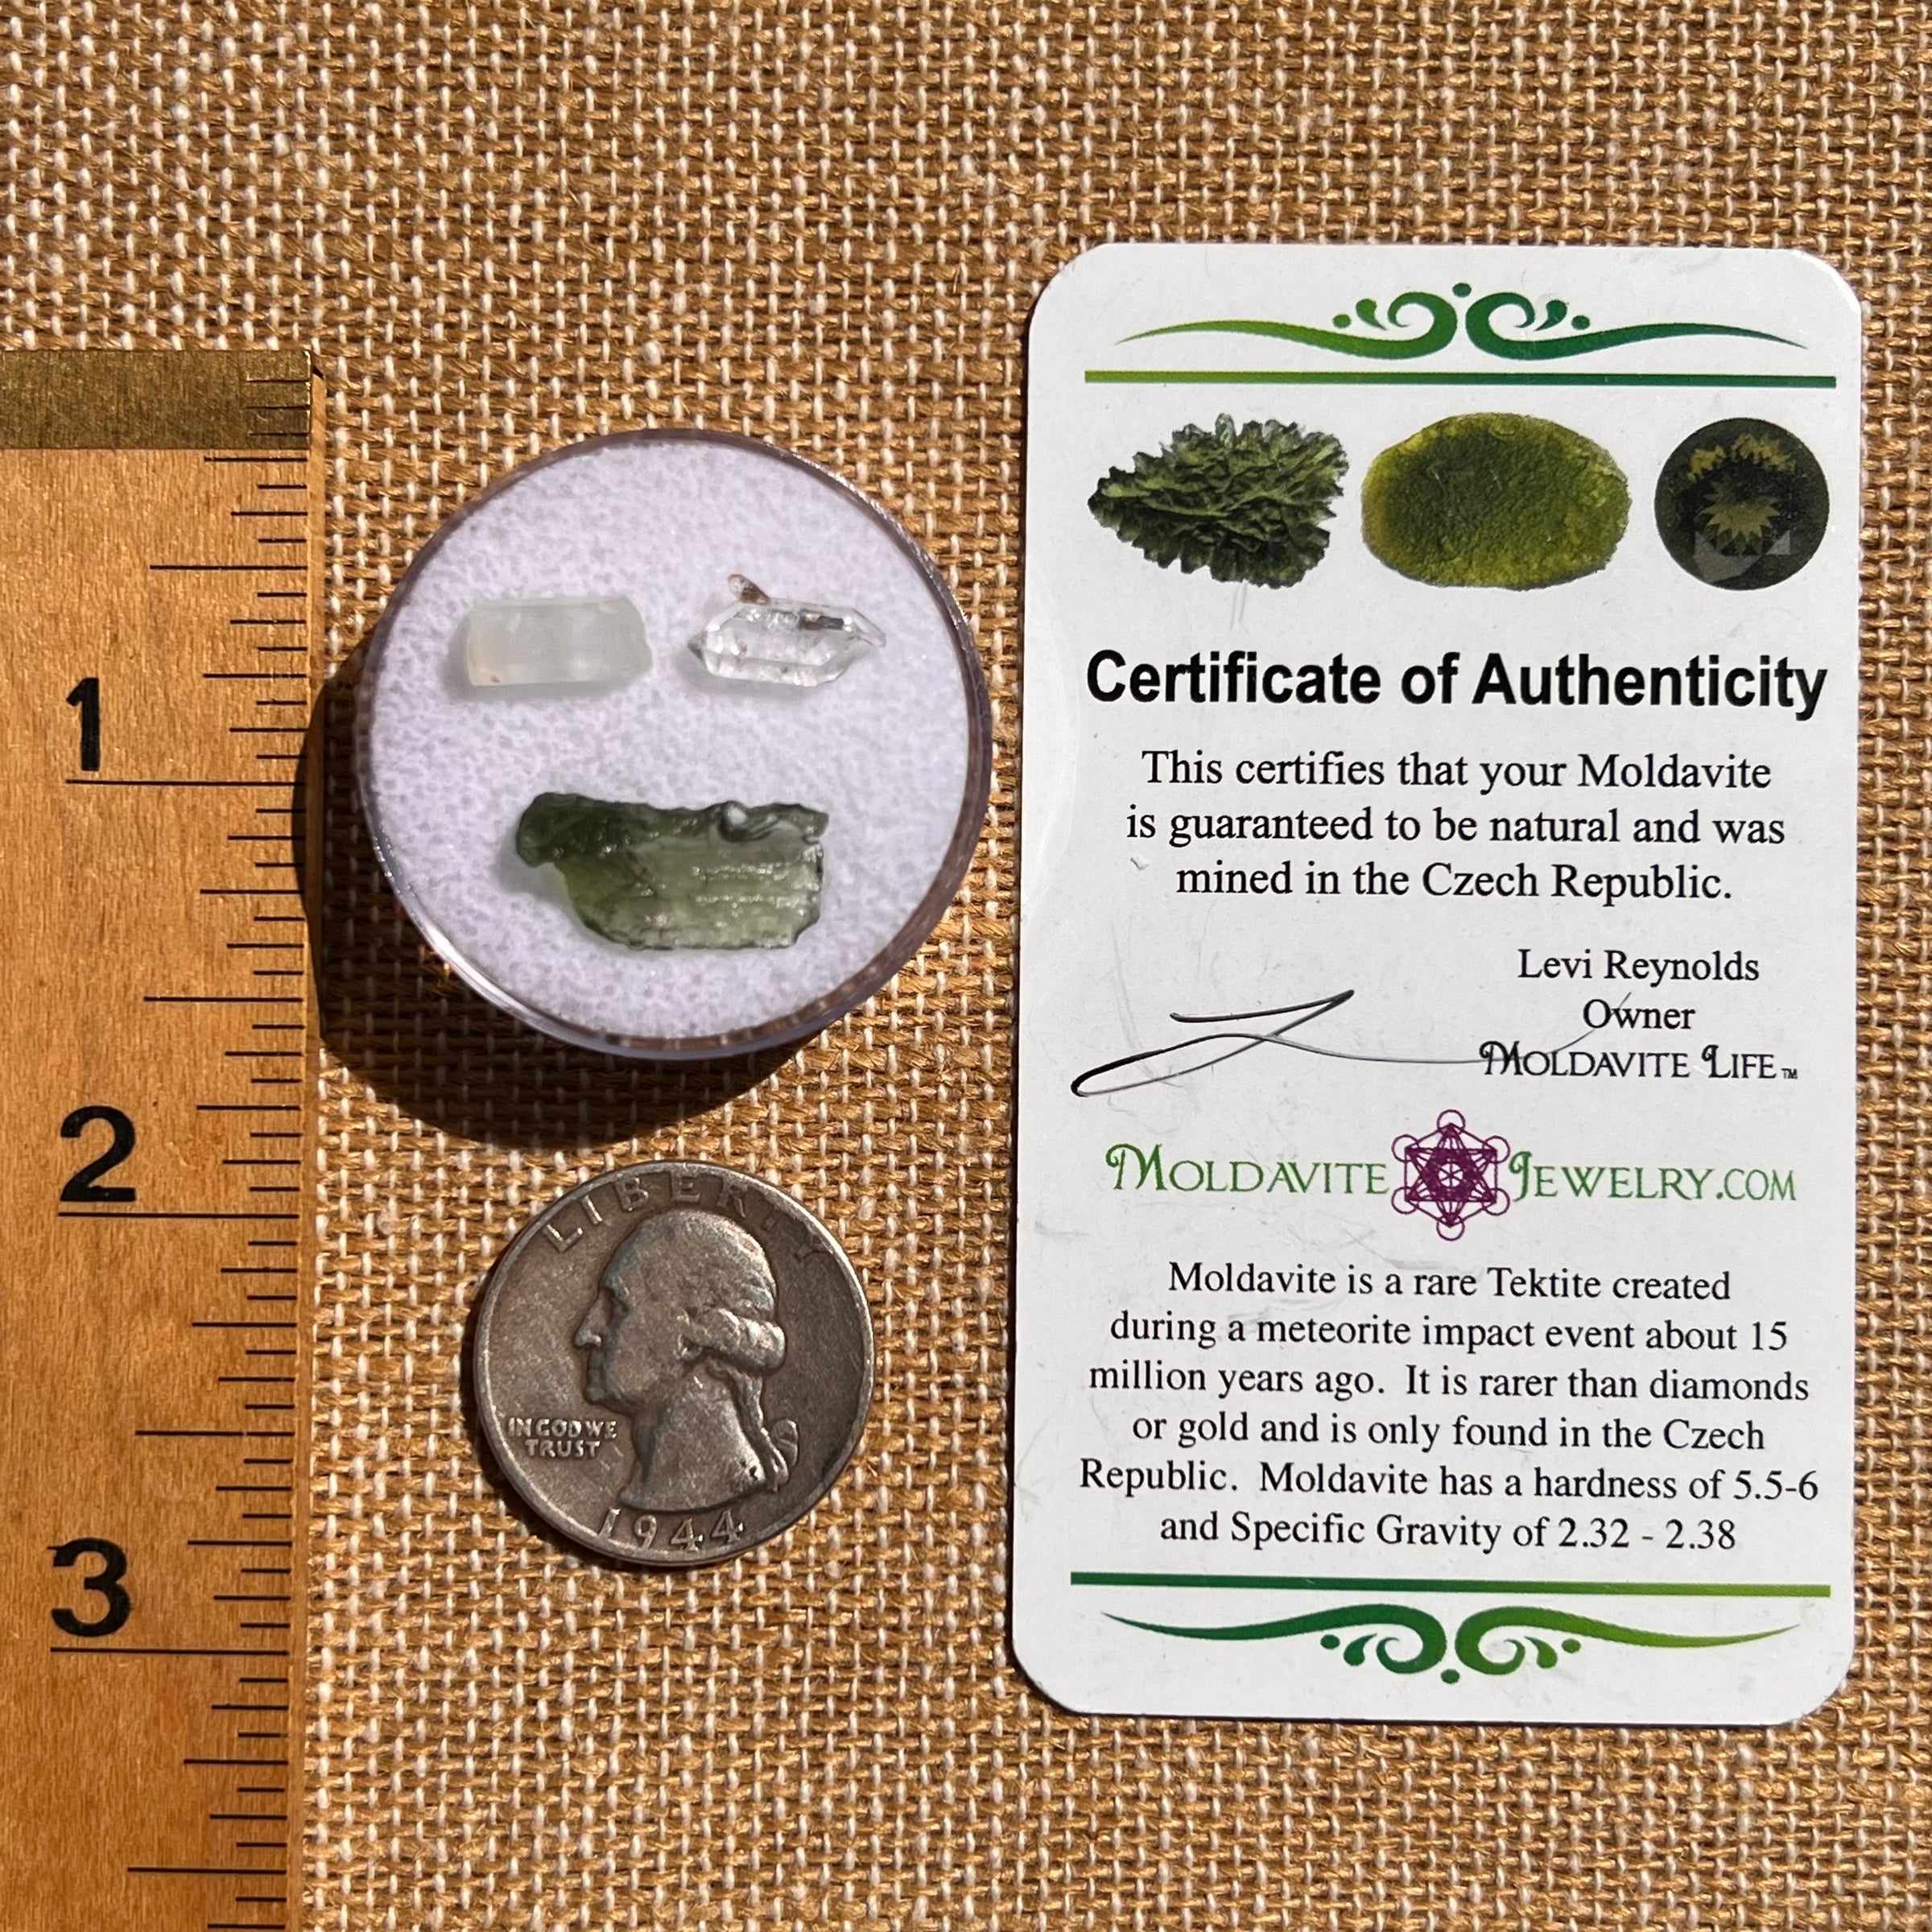 1
2
3
LIBERTY
IN GOD WE
TRUST
1944
Certificate of Authenticity
This certifies that your Moldavite
is guaranteed to be natural and was
mined in the Czech Republic.
Levi Reynolds
Owner
MOLDAVITE LIFE™
MOLDAVITE JEWELRY.COM
Moldavite is a rare Tektite created
during a meteorite impact event about 15
million years ago. It is rarer than diamonds
or gold and is only found in the Czech
Republic. Moldavite has a hardness of 5.5-6
and Specific Gravity of 2.32 - 2.38